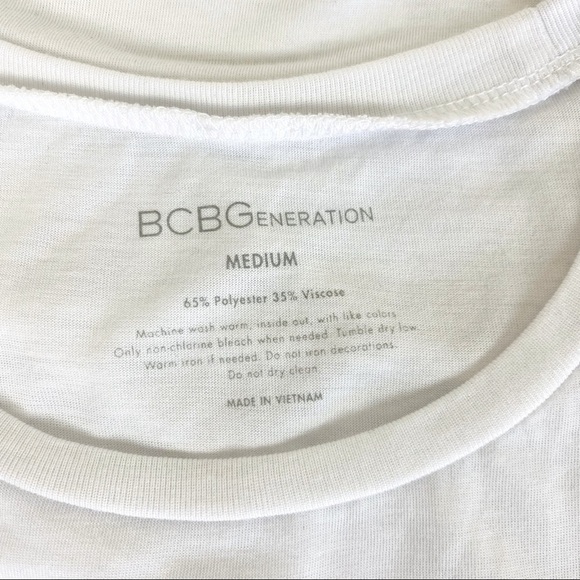 BCBGENERATION
MEDIUM
65% Polyester 35% Viscose
Machine wash warm, inside out, with like colors.
Only non-chlorine bleach when needed. Tumble dry low.
Warm iron if needed. Do not iron decorations.
Do not dry clean.
MADE IN VIETNAM